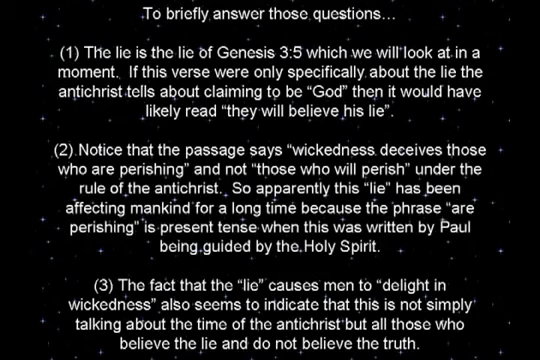 To briefly answer those questions…
(1) The lie is the lie of Genesis 3:5 which we will look at in a
moment. If this verse were only specifically about the lie the
antichrist tells about claiming to be “God” then it would have
likely read “they will believe his lie”.
(2) Notice that the passage says “wickedness deceives those
who are perishing” and not “those who will perish” under the
rule of the antichrist. So apparently this “lie” has been
affecting mankind for a long time because the phrase “are
perishing” is present tense when this was written by Paul
being guided by the Holy Spirit.
(3) The fact that the “lie” causes men to “delight in
wickedness” also seems to indicate that this is not simply
talking about the time of the antichrist but all those who
believe the lie and do not believe the truth.